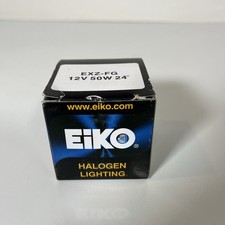 EXZ-FG
12V 50W 24°
www.eiko.com
EiKO®
HALOGEN
LIGHTING